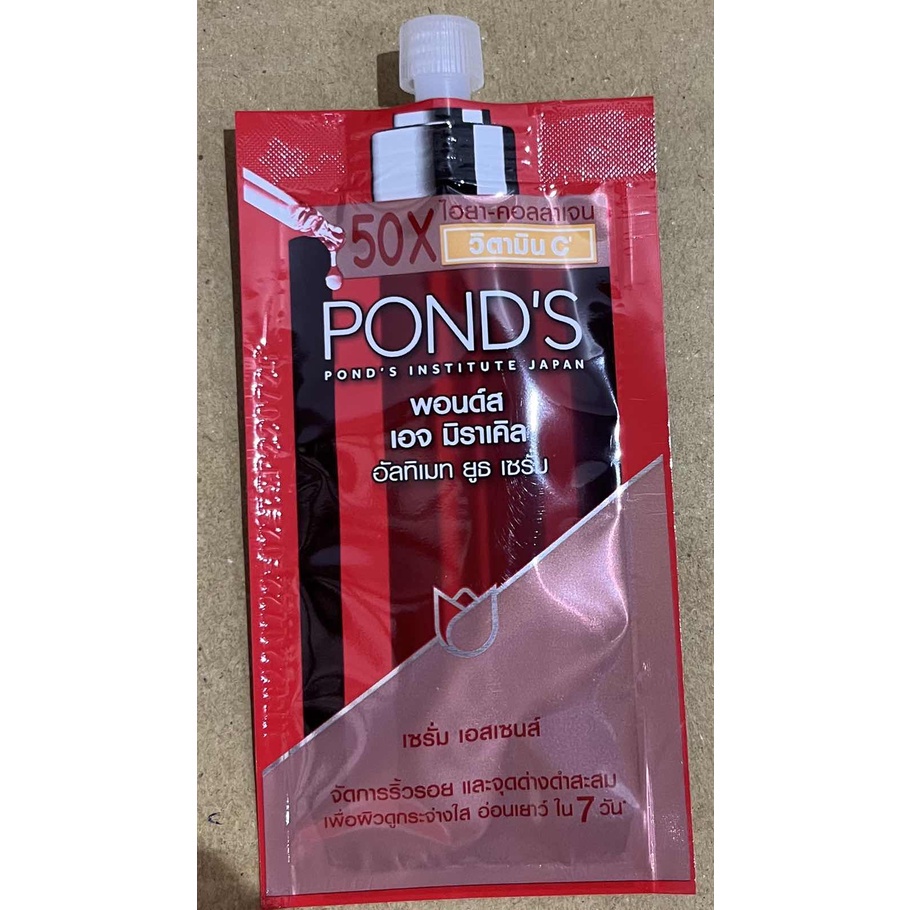 50X
ไฮยา-คอลลาเจน
วิตามิน C*
POND'S
POND'S INSTITUTE JAPAN
พอนด์ส
เอจ มิราเคิล
อัลทิเมท ยูธ เซรั่ม
เซรั่ม เอสเซนส์
จัดการริ้วรอย และจุดด่างดำสะสม
เพื่อผิวดูกระจ่างใส อ่อนเยาว์ ใน 7 วัน*